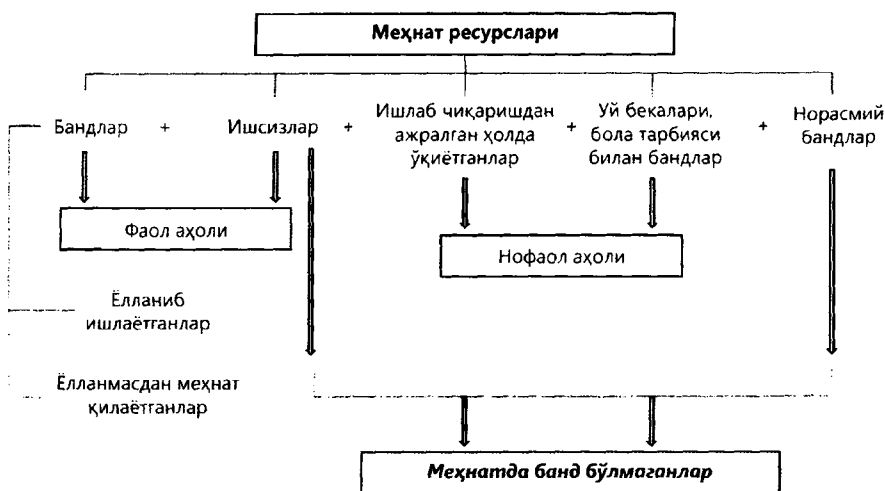 Меҳнат ресурслари
Бандлар + Ишсизлар + Ишлаб чиқаришдан ажралган ҳолда ўқиётганлар + Уй бекалари, бола тарбияси билан бандлар + Норасмий бандлар
Фаол аҳоли
Нофаол аҳоли
Ёлланиб
ишлаётганлар
Ёлланмасдан меҳнат
қилаётганлар
Меҳнатда банд бўлмаганлар